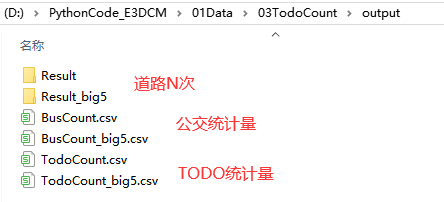 (D:) > PythonCode_E3DCM > 01Data > 03TodoCount > output
名称
Result
Result_big5
道路N次
BusCount.csv
BusCount_big5.csv
公交统计量
TodoCount.csv
TodoCount_big5.csv
TODO统计量